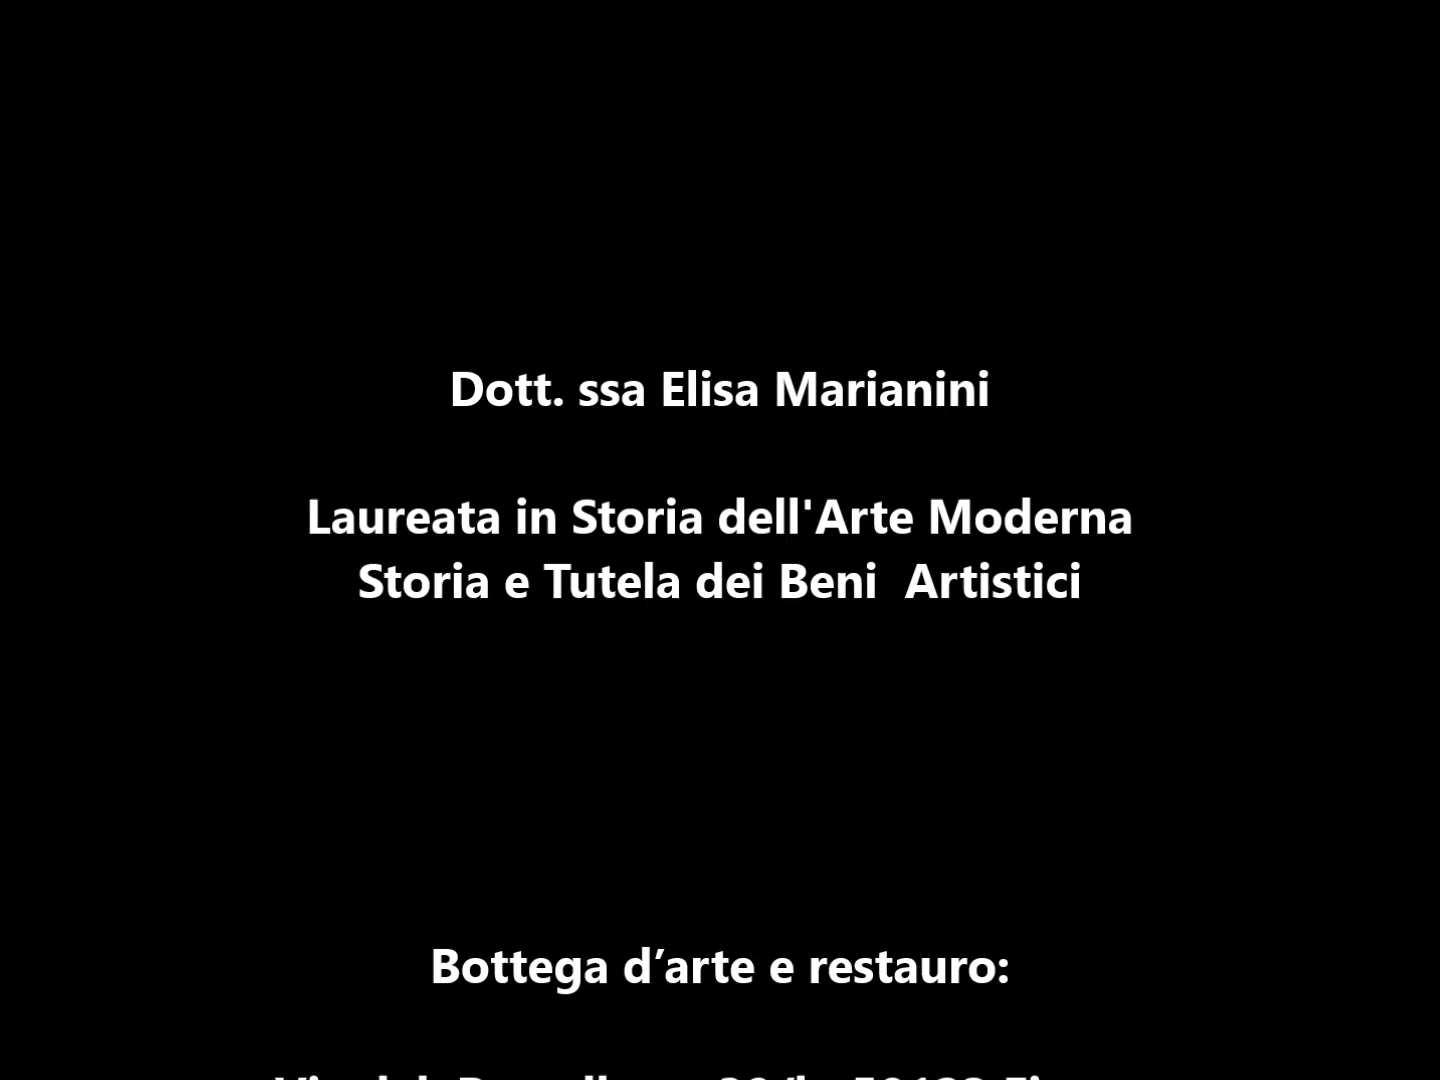 Dott. ssa Elisa Marianini
Laureata in Storia dell'Arte Moderna
Storia e Tutela dei Beni  Artistici
Bottega d’arte e restauro: